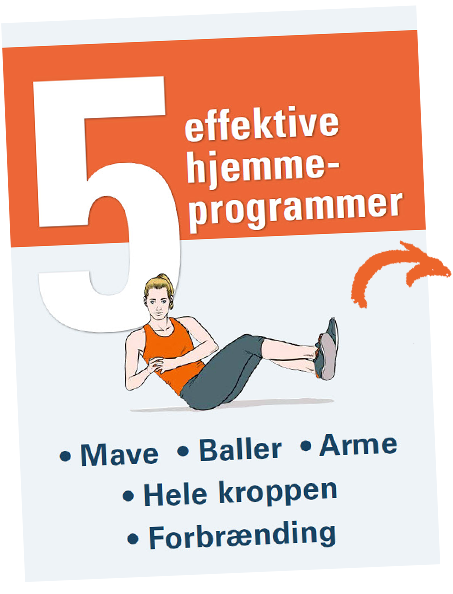 5
effektive
hjemme-
programmer
• Mave • Baller • Arme
• Hele kroppen
• Forbrænding